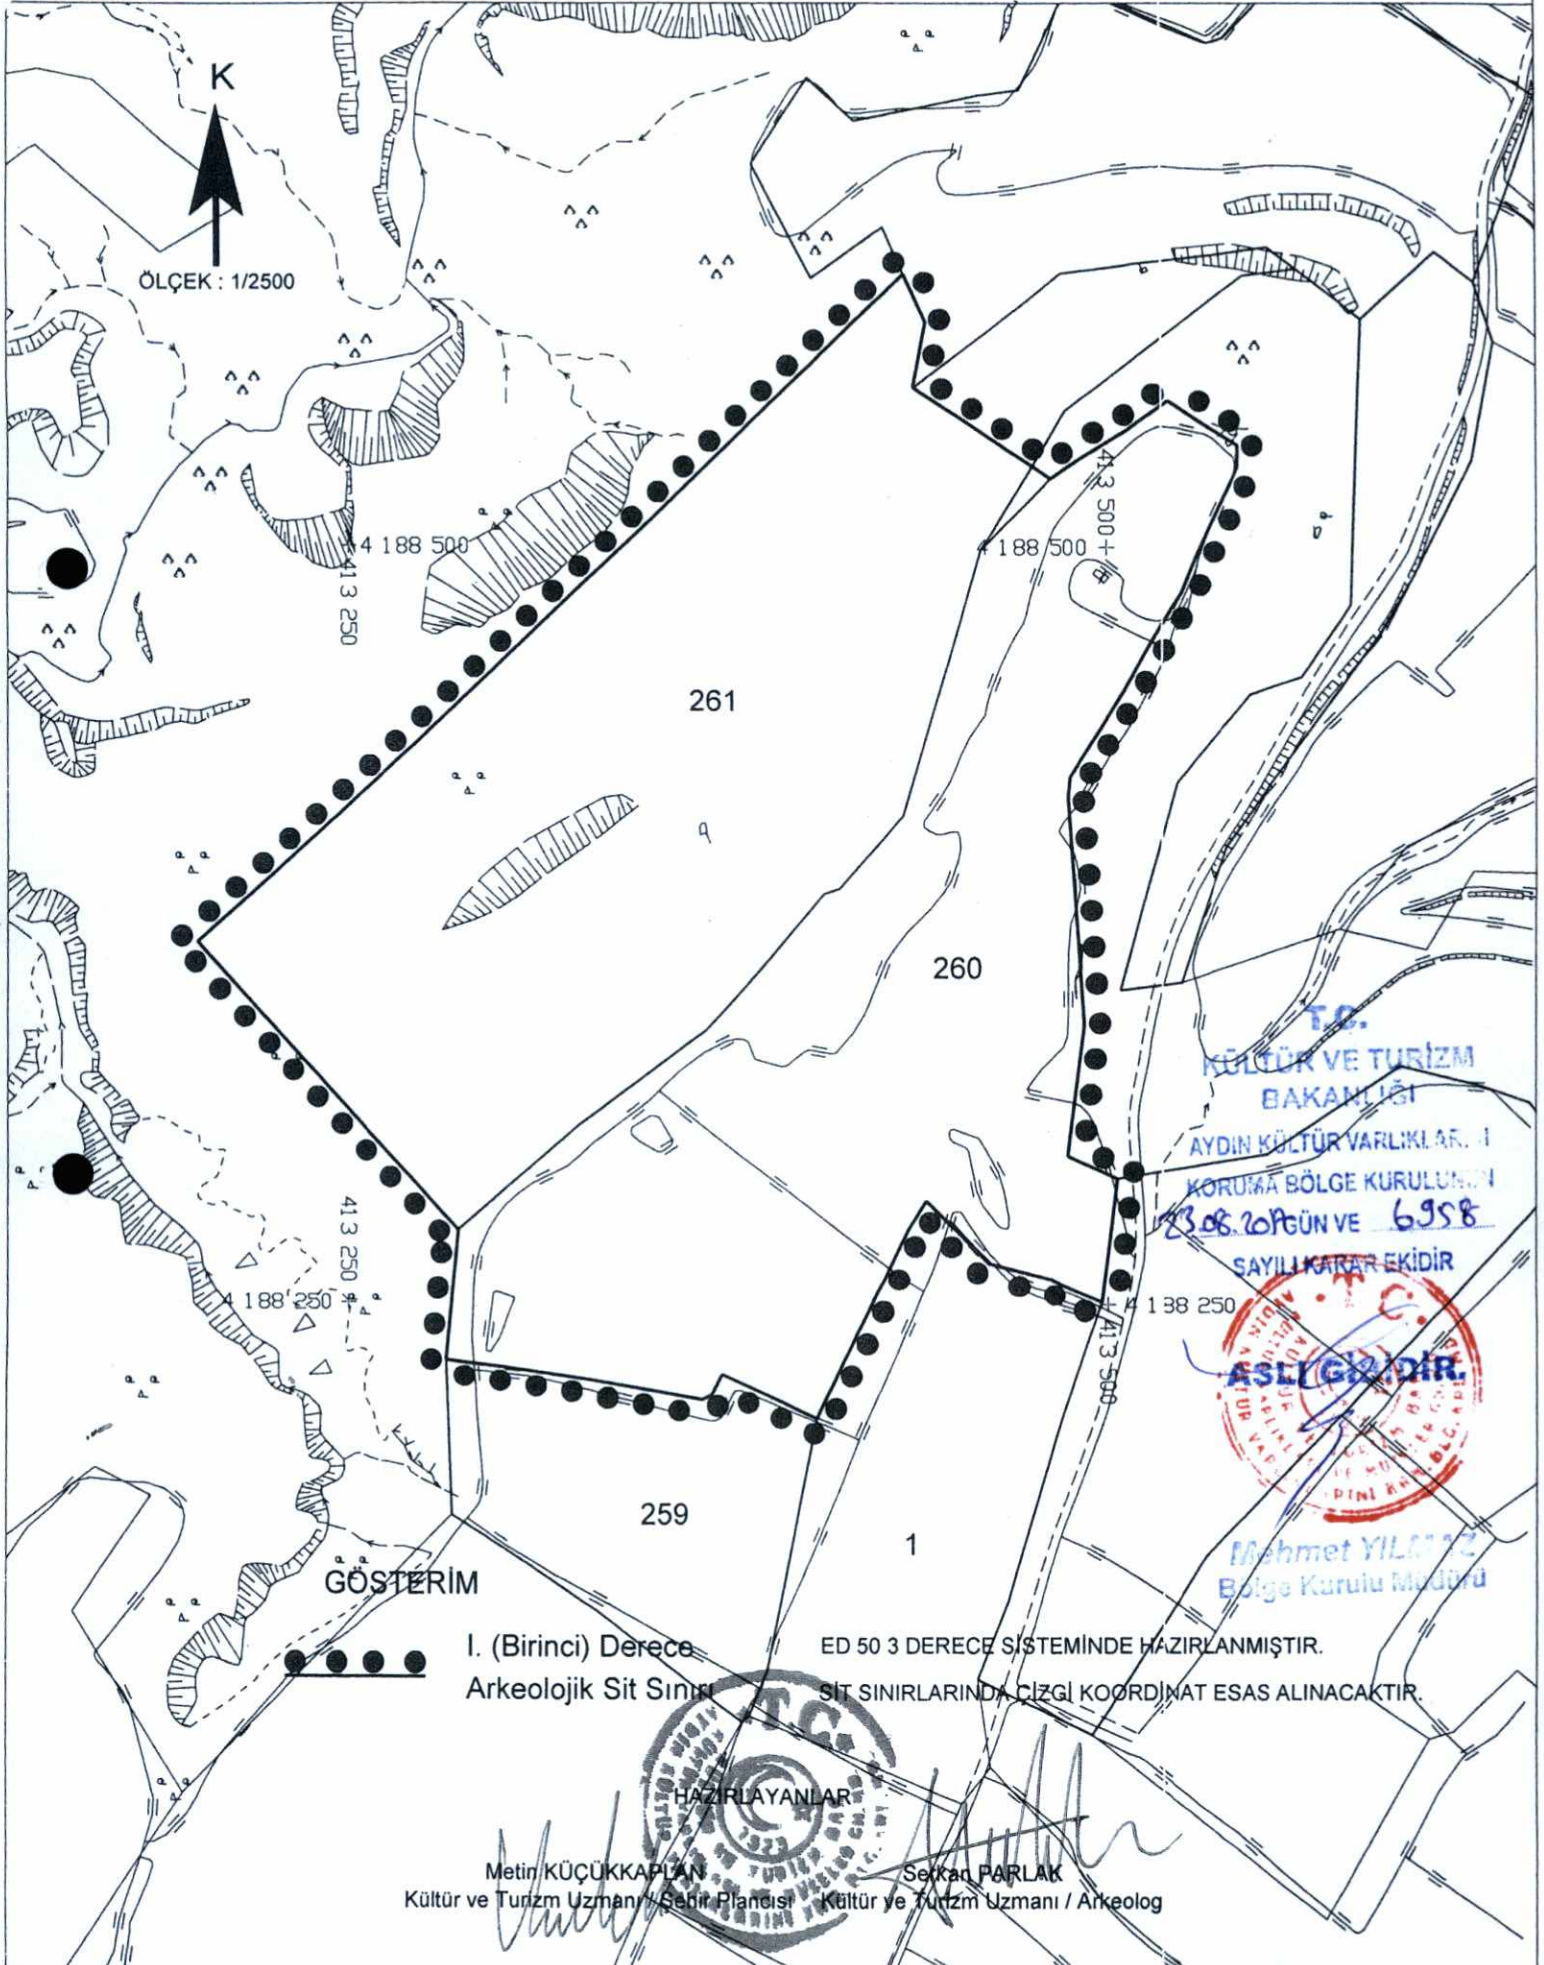 K
ÖLÇEK : 1/2500
4 188 500
413 250
4 188 500
413 500
261
260
T.C.
KÜLTÜR VE TURİZM
BAKANLIĞI
AYDIN KÜLTÜR VARLIKLARI
KORUMA BÖLGE KURULUNUN
GÜN VE 6958
SAYILI KARAR EKİDİR
413 250
4 188 250
4 188 250
413 500
ASLI GİBİDİR.
259
1
Mehmet YILMAZ
Bölge Kurulu Müdürü
GÖSTERİM
I. (Birinci) Derece
Arkeolojik Sit Sınırı
ED 50 3 DERECE SİSTEMİNDE HAZIRLANMIŞTIR.
SİT SINIRLARINDA ÇİZGİ KOORDİNAT ESAS ALINACAKTIR.
T.C.
1923
HAZIRLAYANLAR
Metin KÜÇÜKKAPLAN
Kültür ve Turizm Uzmanı / Şehir Plancısı
Serkan PARLAK
Kültür ve Turizm Uzmanı / Arkeolog